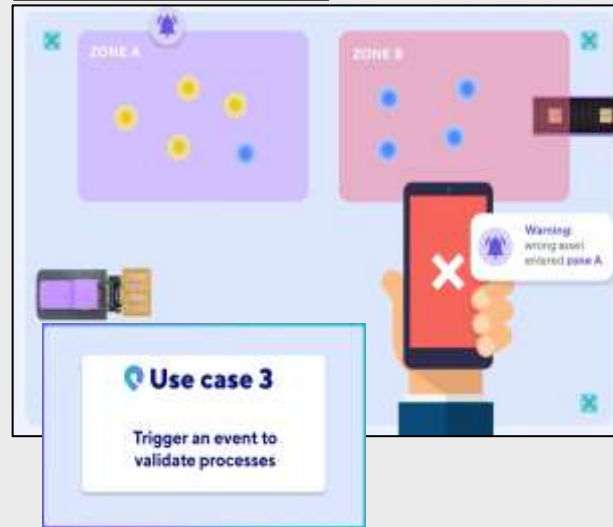 ZONE A
ZONE B
Warning:
wrong asset
entered zone A
Use case 3
Trigger an event to
validate processes